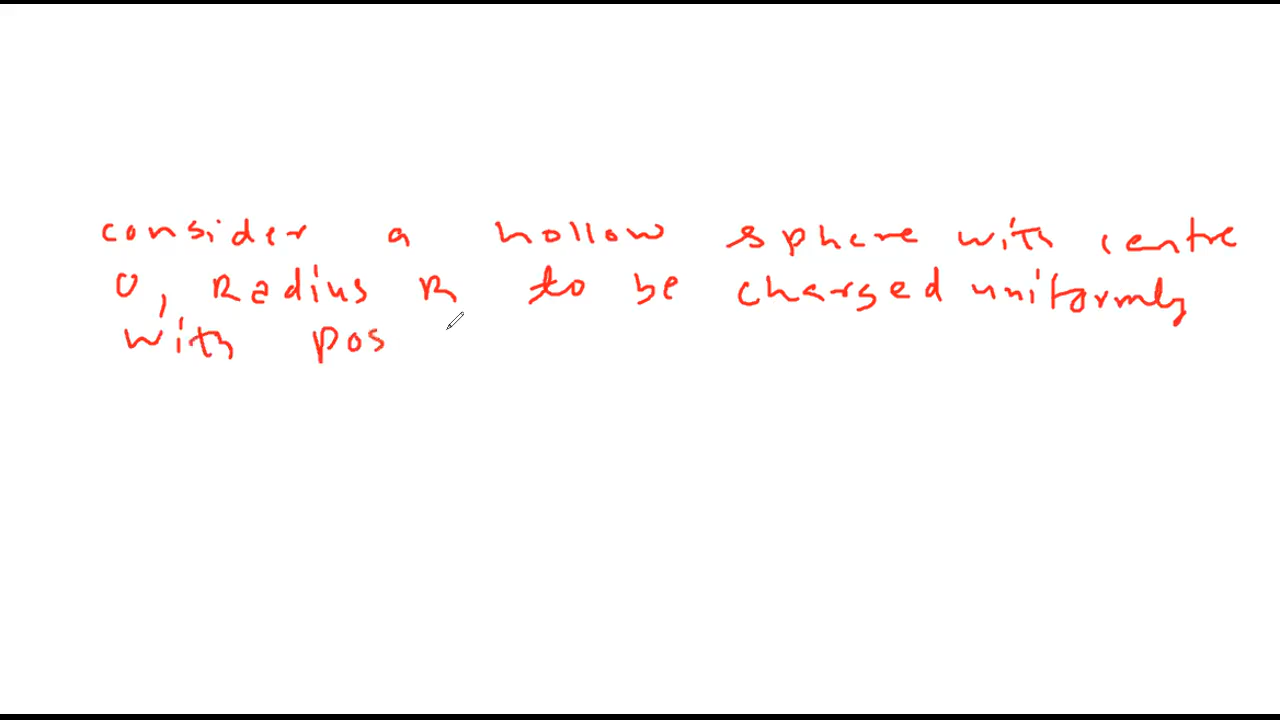 consider a hollow sphere with centre
O, Radius R to be charged uniformly
with pos